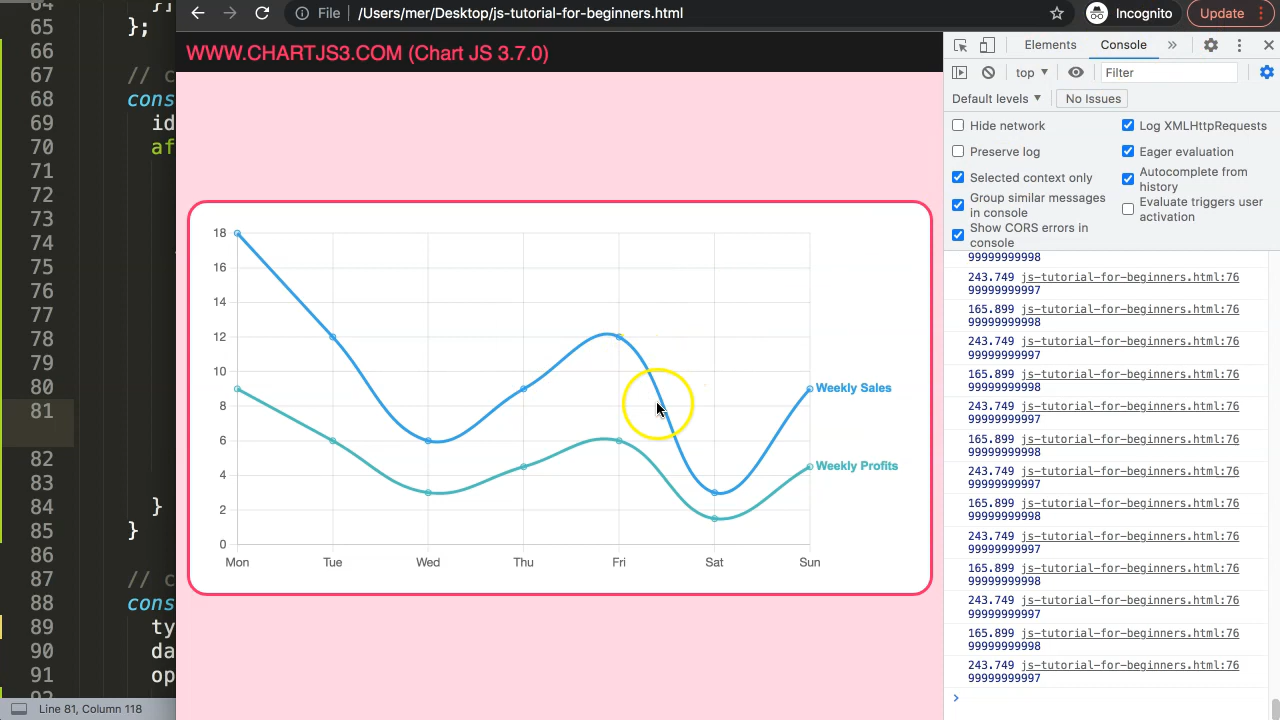 64 }]
65 };
66
67 // c
68 cons
69 id
70 af
71
72
73
74
75
76
77
78
79
80
81
82
83
84 }
85 }
86
87 // c
88 cons
89 ty
90 da
91 op
92
Line 81, Column 118
File /Users/mer/Desktop/js-tutorial-for-beginners.html
Incognito
Update
WWW.CHARTJS3.COM (Chart JS 3.7.0)
18
16
14
12
10
8
6
4
2
0
Mon Tue Wed Thu Fri Sat Sun
Weekly Sales
Weekly Profits
Elements Console »
top ▼ Filter
Default levels ▼ No Issues
Hide network Log XMLHttpRequests
Preserve log Eager evaluation
Selected context only Autocomplete from
history
Group similar messages
in console Evaluate triggers user
activation
Show CORS errors in
console
99999999998
243.749 js-tutorial-for-beginners.html:76
99999999997
165.899 js-tutorial-for-beginners.html:76
99999999998
243.749 js-tutorial-for-beginners.html:76
99999999997
165.899 js-tutorial-for-beginners.html:76
99999999998
243.749 js-tutorial-for-beginners.html:76
99999999997
165.899 js-tutorial-for-beginners.html:76
99999999998
243.749 js-tutorial-for-beginners.html:76
99999999997
165.899 js-tutorial-for-beginners.html:76
99999999998
243.749 js-tutorial-for-beginners.html:76
99999999997
165.899 js-tutorial-for-beginners.html:76
99999999998
243.749 js-tutorial-for-beginners.html:76
99999999997
165.899 js-tutorial-for-beginners.html:76
99999999998
243.749 js-tutorial-for-beginners.html:76
99999999997